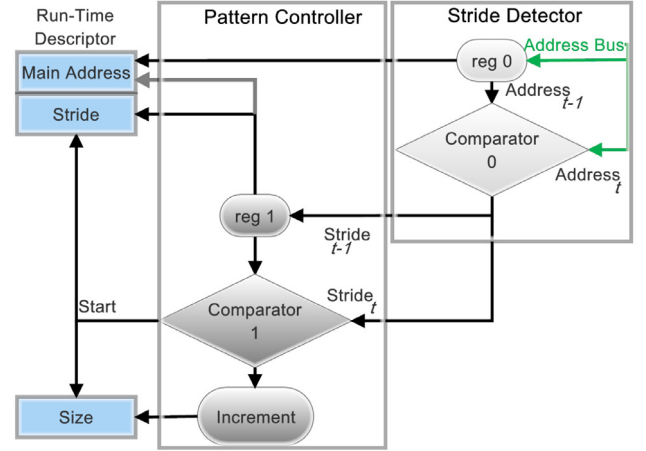 Run-Time
Descriptor
Pattern Controller
Stride Detector
Main Address
Stride
reg 0
Address Bus
Address
t-1
Comparator
0
Address
t
reg 1
Stride
t-1
Start
Comparator
1
Stride
t
Size
Increment